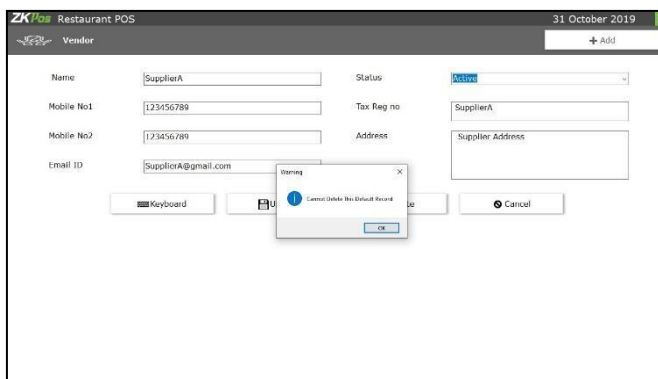 ZKPos Restaurant POS 31 October 2019
Vendor + Add
Name SupplierA Status Active
Mobile No1 123456789 Tax Reg no SupplierA
Mobile No2 123456789 Address Supplier Address
Email ID SupplierA@gmail.com
Warning X
Cannot Delete This Default Record
OK
Keyboard U te Cancel